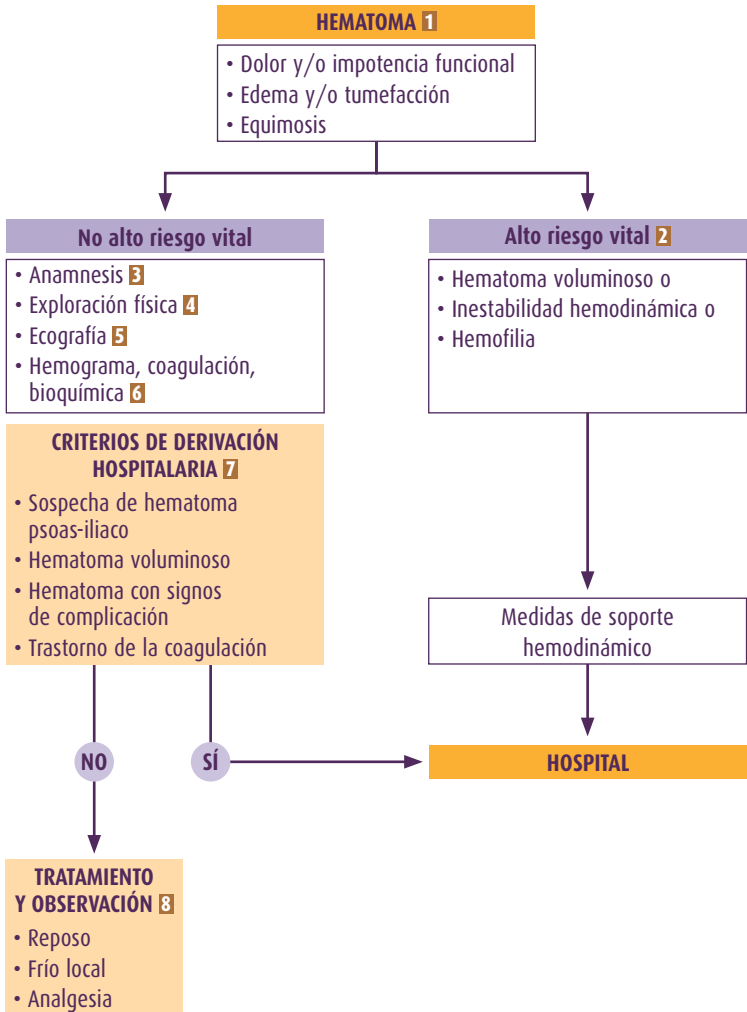 HEMATOMA 1
• Dolor y/o impotencia funcional
• Edema y/o tumefacción
• Equimosis
No alto riesgo vital
• Anamnesis 3
• Exploración física 4
• Ecografía 5
• Hemograma, coagulación,
bioquímica 6
Alto riesgo vital 2
• Hematoma voluminoso o
• Inestabilidad hemodinámica o
• Hemofilia
CRITERIOS DE DERIVACIÓN
HOSPITALARIA 7
• Sospecha de hematoma
psoas-iliaco
• Hematoma voluminoso
• Hematoma con signos
de complicación
• Trastorno de la coagulación
Medidas de soporte
hemodinámico
NO
SÍ
HOSPITAL
TRATAMIENTO
Y OBSERVACIÓN 8
• Reposo
• Frío local
• Analgesia